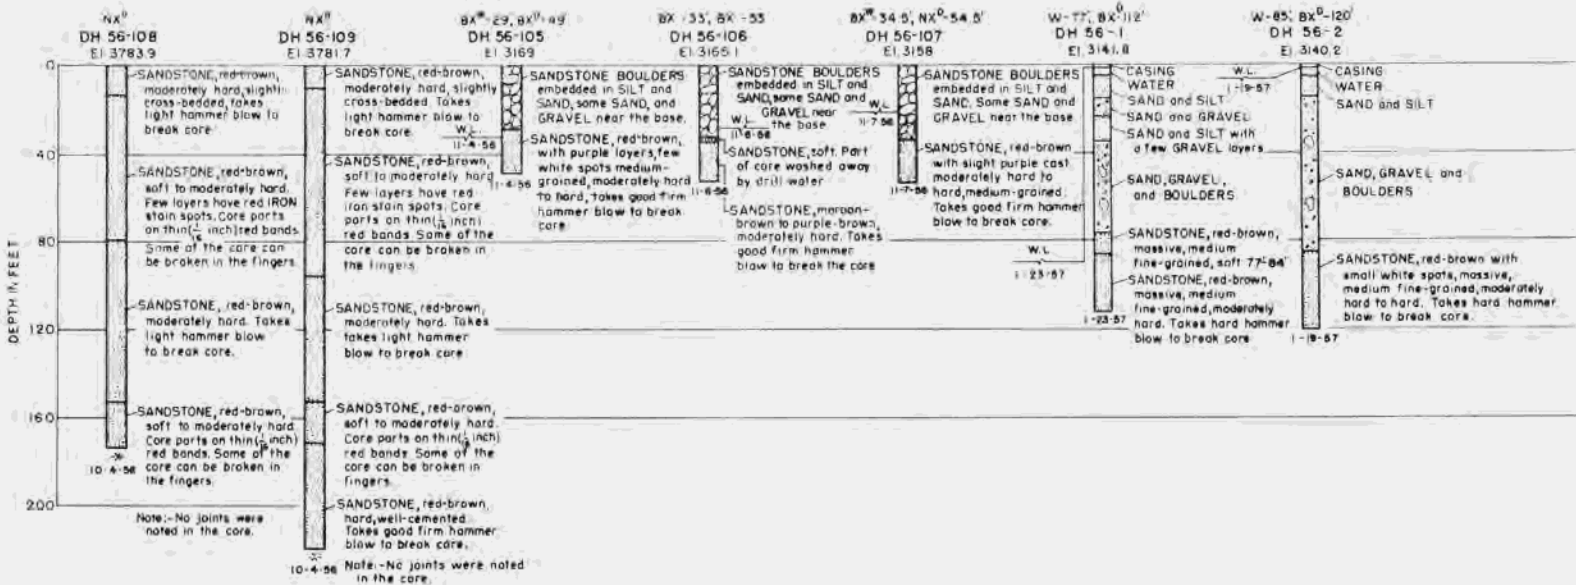 NX
DH 56-108
El. 3783.9
SANDSTONE, red-brown,
moderately hard, slightly
cross-bedded, takes
light hammer blow to
break core
SANDSTONE, red-brown,
soft to moderately hard.
Few layers have red IRON
stain spots. Core parts
on thin (1/16 inch) red bands
Some of the core can
be broken in the fingers.
SANDSTONE, red-brown,
moderately hard. Takes
light hammer blow
to break core.
SANDSTONE, red-brown,
soft to moderately hard
Core parts on thin (1/16 inch)
red bands. Some of the
core can be broken in
the fingers.
10-4-56
Note:-No joints were
noted in the core.
NX
DH 56-109
El. 3781.7
SANDSTONE, red-brown,
moderately hard, slightly
cross-bedded. Takes
light hammer blow to
break core.
SANDSTONE, red-brown,
soft to moderately hard
Few layers have red
iron stain spots. Core
parts on thin (1/16 inch)
red bands Some of the
core can be broken in
the fingers.
SANDSTONE, red-brown,
moderately hard. Takes
takes light hammer
blow to break core
SANDSTONE, red-brown,
soft to moderately hard.
Core parts on thin (1/16 inch)
red bands. Some of the
core can be broken in
fingers.
SANDSTONE, red-brown,
hard, well-cemented
Takes good firm hammer
blow to break core.
10-4-56 Note:-No joints were noted
in the core.
BX -29', BX -49'
DH 56-105
El. 3169
SANDSTONE BOULDERS
embedded in SILT and
SAND, some SAND, and
GRAVEL near the base.
W.L.
11-4-56
SANDSTONE, red-brown,
with purple layers, few
white spots medium-
grained, moderately hard
to hard, takes good firm
hammer blow to break
core
11-4-56
BX -33', BX -53'
DH 56-106
El. 3165.1
SANDSTONE BOULDERS
embedded in SILT and
SAND, some SAND and
GRAVEL near
the base
W.L.
11-6-56
SANDSTONE, soft. Part
of core washed away
by drill water
11-6-56
SANDSTONE, maroon-
brown to purple-brown,
moderately hard. Takes
good firm hammer
blow to break the core
BX -34.5', NX -54.5'
DH 56-107
El. 3158
SANDSTONE BOULDERS
embedded in SILT and
SAND. Some SAND and
GRAVEL near the base
W.L.
11-7-56
SANDSTONE, red-brown
with slight purple cast
moderately hard to
hard, medium-grained.
Takes good firm hammer
blow to break core.
11-7-56
W-77', BX-112'
DH 56-1
El. 3141.8
CASING
WATER
SAND and SILT
SAND and GRAVEL
SAND and SILT with
a few GRAVEL layers
SAND, GRAVEL,
and BOULDERS
W.L.
1-23-57
SANDSTONE, red-brown,
massive, medium
fine-grained, soft 77'-84'
SANDSTONE, red-brown,
massive, medium
fine-grained, moderately
hard. Takes hard hammer
blow to break core
1-23-57
W-85', BX -120'
DH 56-2
El. 3140.2
W.L.
1-19-57
CASING
WATER
SAND and SILT
SAND, GRAVEL and
BOULDERS
SANDSTONE, red-brown with
small white spots, massive,
medium fine-grained, moderately
hard to hard. Takes hard hammer
blow to break core.
1-19-57
DEPTH IN FEET
0
40
80
120
160
200